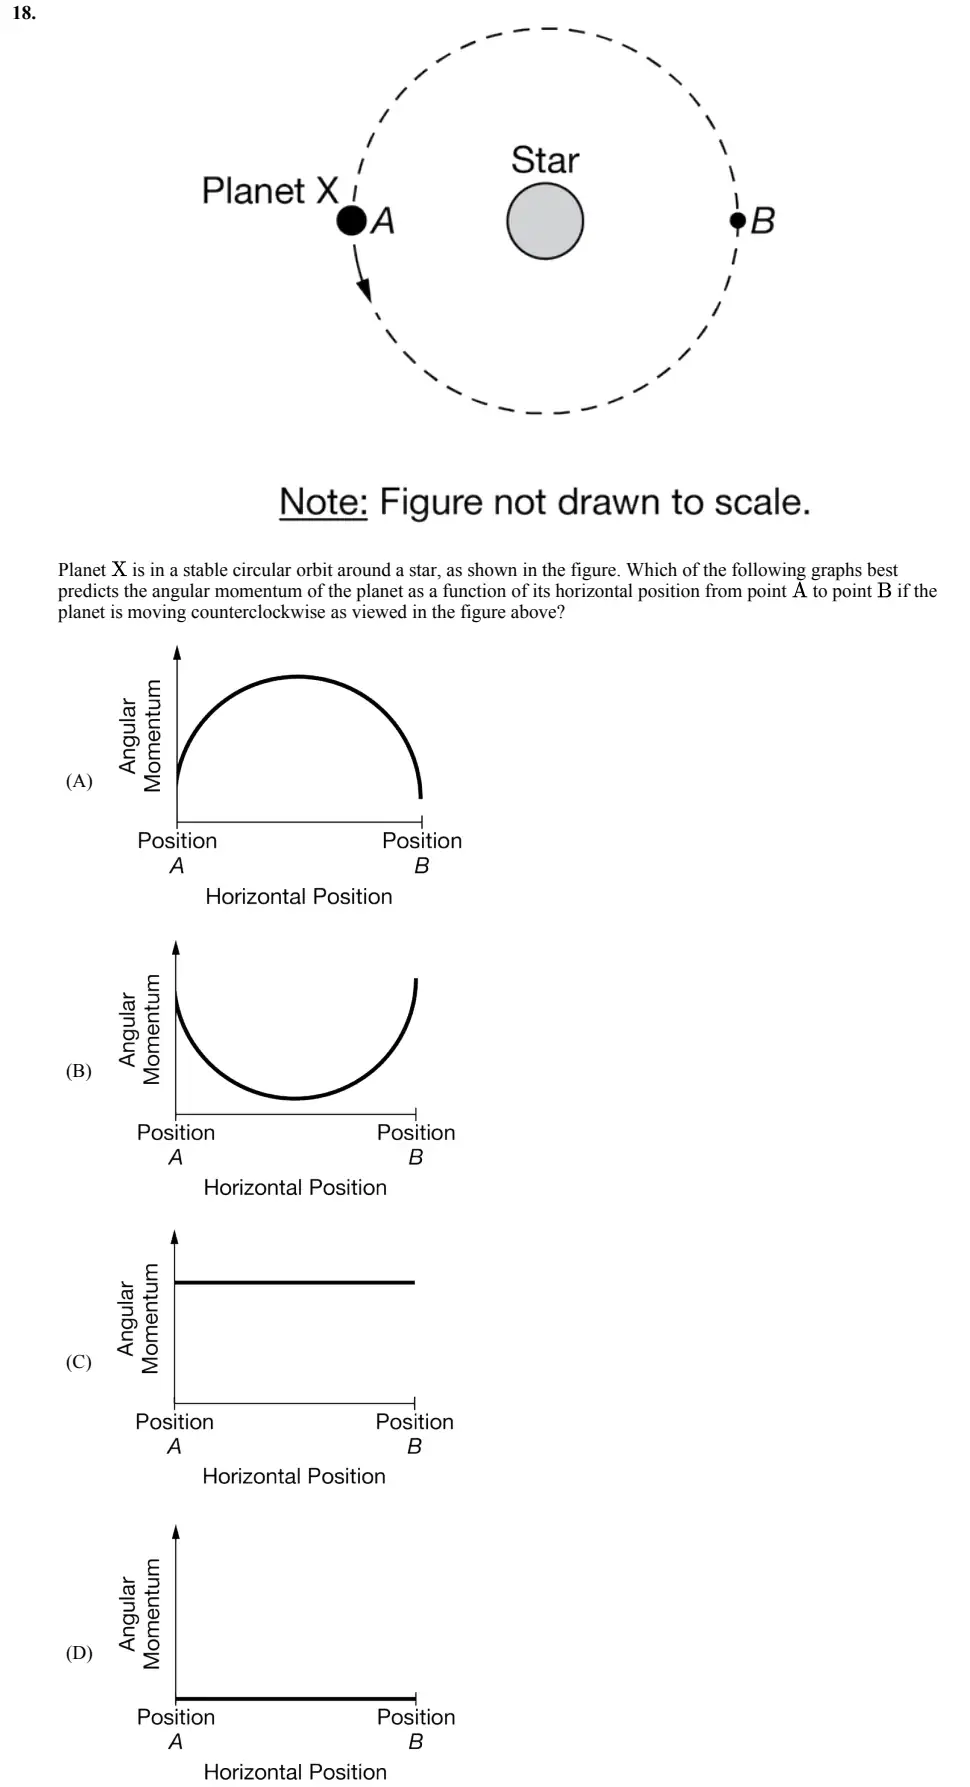 18.
Star
Planet X
A
B
Note: Figure not drawn to scale.
Planet X is in a stable circular orbit around a star, as shown in the figure. Which of the following graphs best
predicts the angular momentum of the planet as a function of its horizontal position from point A to point B if the
planet is moving counterclockwise as viewed in the figure above?
(A)
Angular
Momentum
Position Position
A B
Horizontal Position
(B)
Angular
Momentum
Position Position
A B
Horizontal Position
(C)
Angular
Momentum
Position Position
A B
Horizontal Position
(D)
Angular
Momentum
Position Position
A B
Horizontal Position